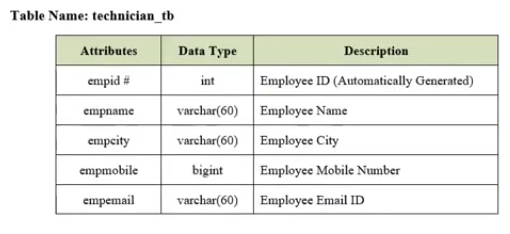 Table Name: technician_tb
Attributes Data Type Description
empid # int Employee ID (Automatically Generated)
empname varchar(60) Employee Name
empcity varchar(60) Employee City
empmobile bigint Employee Mobile Number
empemail varchar(60) Employee Email ID